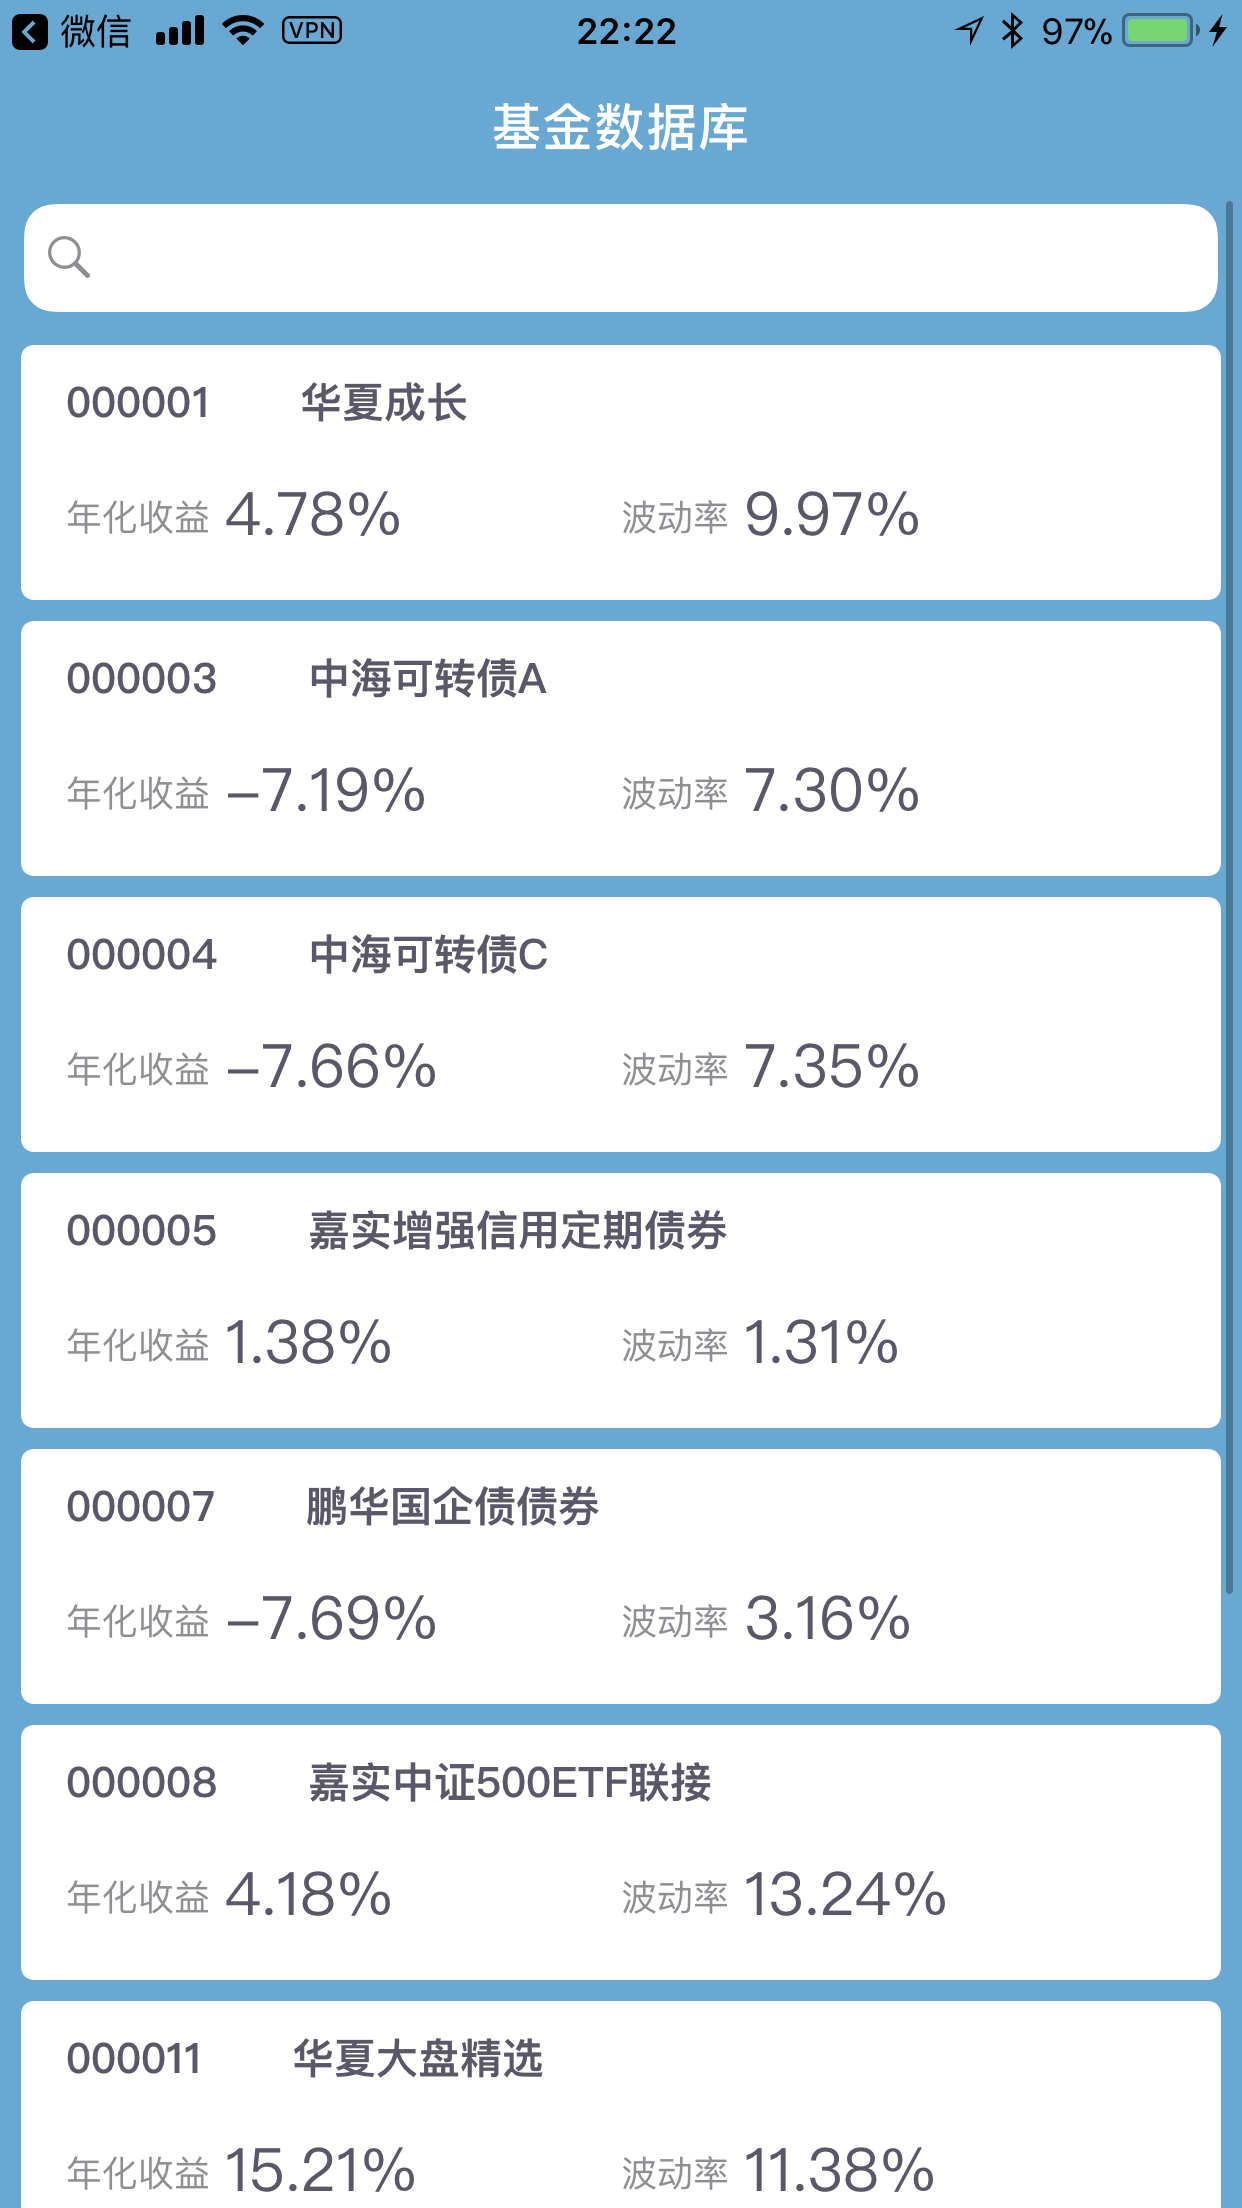 微信 VPN 22:22 97%
基金数据库
000001 华夏成长
年化收益 4.78% 波动率 9.97%
000003 中海可转债A
年化收益 -7.19% 波动率 7.30%
000004 中海可转债C
年化收益 -7.66% 波动率 7.35%
000005 嘉实增强信用定期债券
年化收益 1.38% 波动率 1.31%
000007 鹏华国企债债券
年化收益 -7.69% 波动率 3.16%
000008 嘉实中证500ETF联接
年化收益 4.18% 波动率 13.24%
000011 华夏大盘精选
年化收益 15.21% 波动率 11.38%